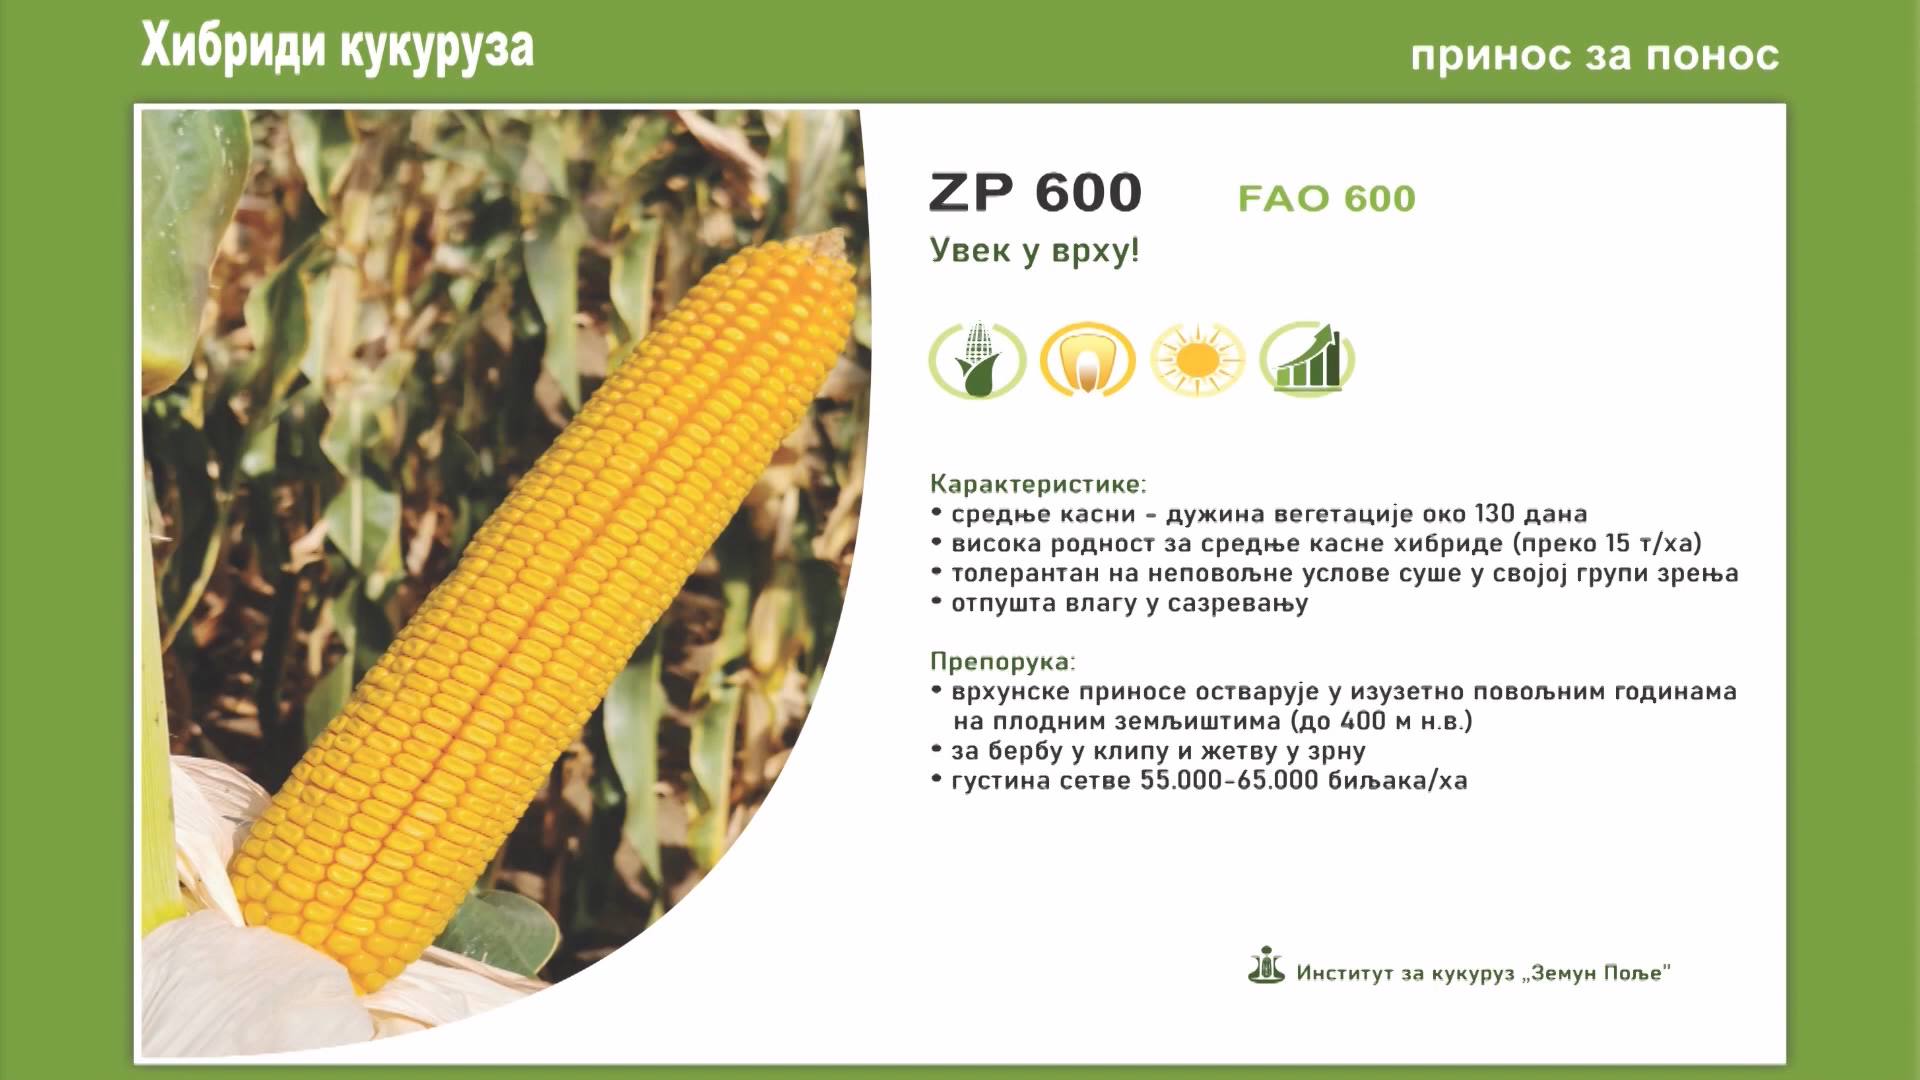 Хибриди кукуруза
принос за понос
ZP 600 FAO 600
Увек у врху!
Карактеристике:
• средње касни - дужина вегетације око 130 дана
• висока родност за средње касне хибриде (преко 15 т/ха)
• толерантан на неповољне услове суше у својој групи зрења
• отпушта влагу у сазревању
Препорука:
• врхунске приносе остварује у изузетно повољним годинама
на плодним земљиштима (до 400 м н.в.)
• за бербу у клипу и жетву у зрну
• густина сетве 55.000-65.000 биљака/ха
Институт за кукуруз „Земун Поље”